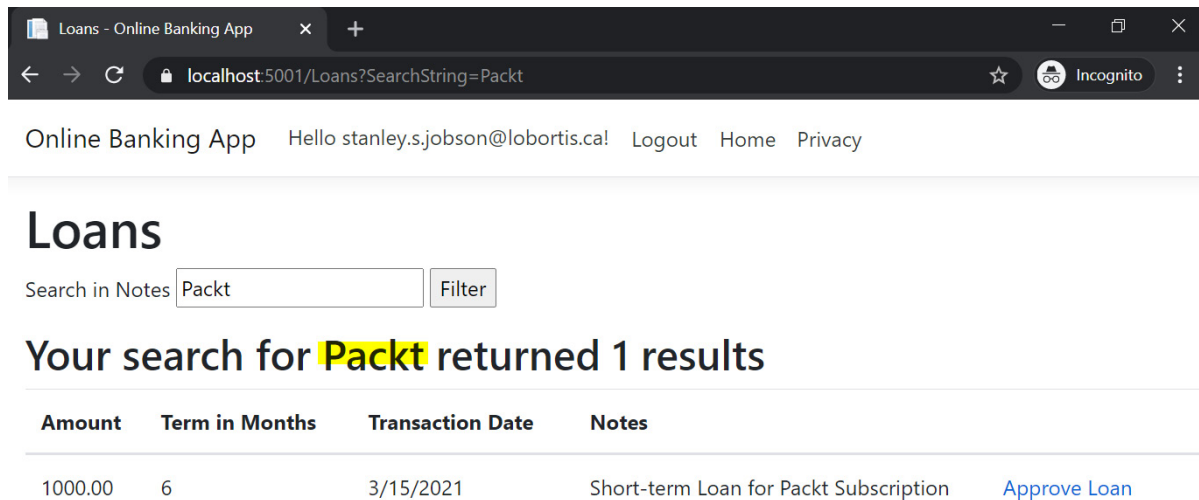 Loans - Online Banking App
localhost:5001/Loans?SearchString=Packt
Incognito
Online Banking App Hello stanley.s.jobson@lobortis.ca! Logout Home Privacy
Loans
Search in Notes Packt Filter
Your search for Packt returned 1 results
Amount Term in Months Transaction Date Notes
1000.00 6 3/15/2021 Short-term Loan for Packt Subscription Approve Loan